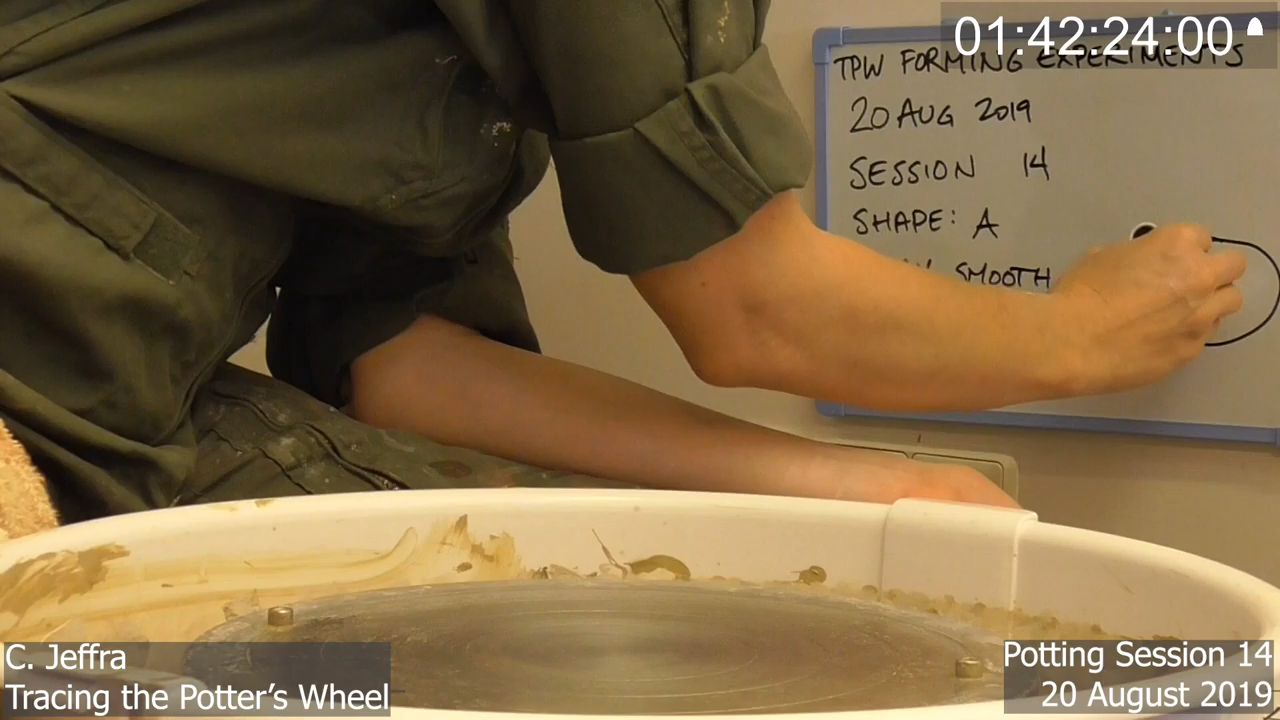 01:42:24:00
TPW FORMING EXPERIMENTS
20 AUG 2019
SESSION 14
SHAPE: A
SMOOTH
C. Jeffra
Tracing the Potter's Wheel
Potting Session 14
20 August 2019